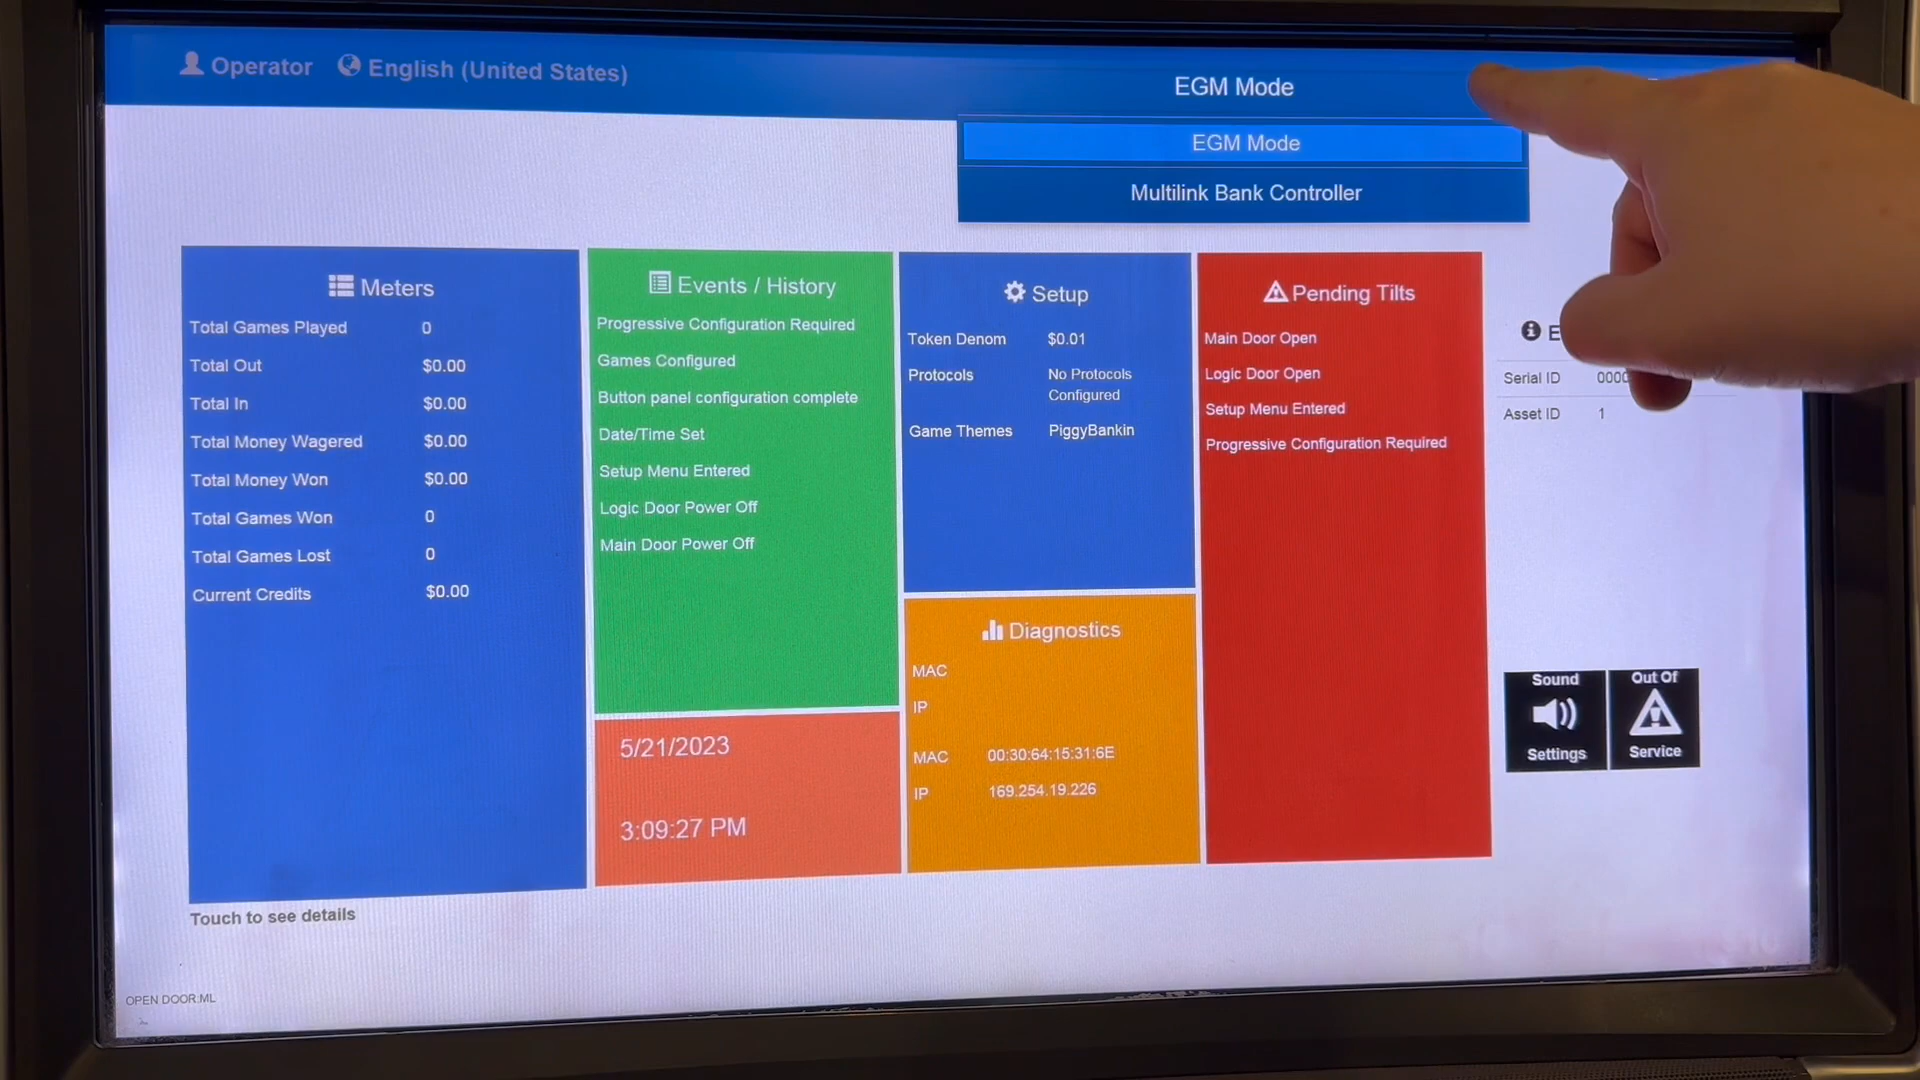 Operator English (United States)
EGM Mode
EGM Mode
Multilink Bank Controller
Meters
Total Games Played 0
Total Out $0.00
Total In $0.00
Total Money Wagered $0.00
Total Money Won $0.00
Total Games Won 0
Total Games Lost 0
Current Credits $0.00
Events / History
Progressive Configuration Required
Games Configured
Button panel configuration complete
Date/Time Set
Setup Menu Entered
Logic Door Power Off
Main Door Power Off
5/21/2023
3:09:27 PM
Setup
Token Denom $0.01
Protocols No Protocols
Configured
Game Themes PiggyBankin
Diagnostics
MAC
IP
MAC 00:30:64:15:31:6E
IP 169.254.19.226
Pending Tilts
Main Door Open
Logic Door Open
Setup Menu Entered
Progressive Configuration Required
Serial ID
Asset ID 1
Sound
Settings
Out Of
Service
Touch to see details
OPEN DOOR:ML